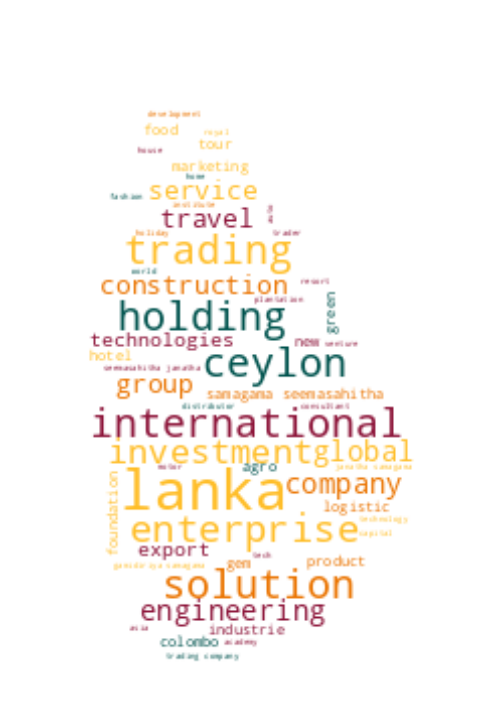 development
food
royal
tour
house
marketing
home
service
fashion
institute
travel
asia
holiday
trader
trading
world
construction
resort
plantation
holding
green
technologies
new venture
hotel
ceylon
seemasahitha janatha
group
samagama seemasahitha
distributor
consultant
international
investment
global
motor
agro
janatha samagama
lanka
company
foundation
logistic
technology
enterprise
capital
export
tech
gem
product
solution
engineering
asia
industrie
colombo
academy
trading company